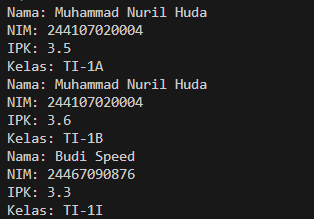 Nama: Muhammad Nuril Huda
NIM: 244107020004
IPK: 3.5
Kelas: TI-1A
Nama: Muhammad Nuril Huda
NIM: 244107020004
IPK: 3.6
Kelas: TI-1B
Nama: Budi Speed
NIM: 24467090876
IPK: 3.3
Kelas: TI-1I